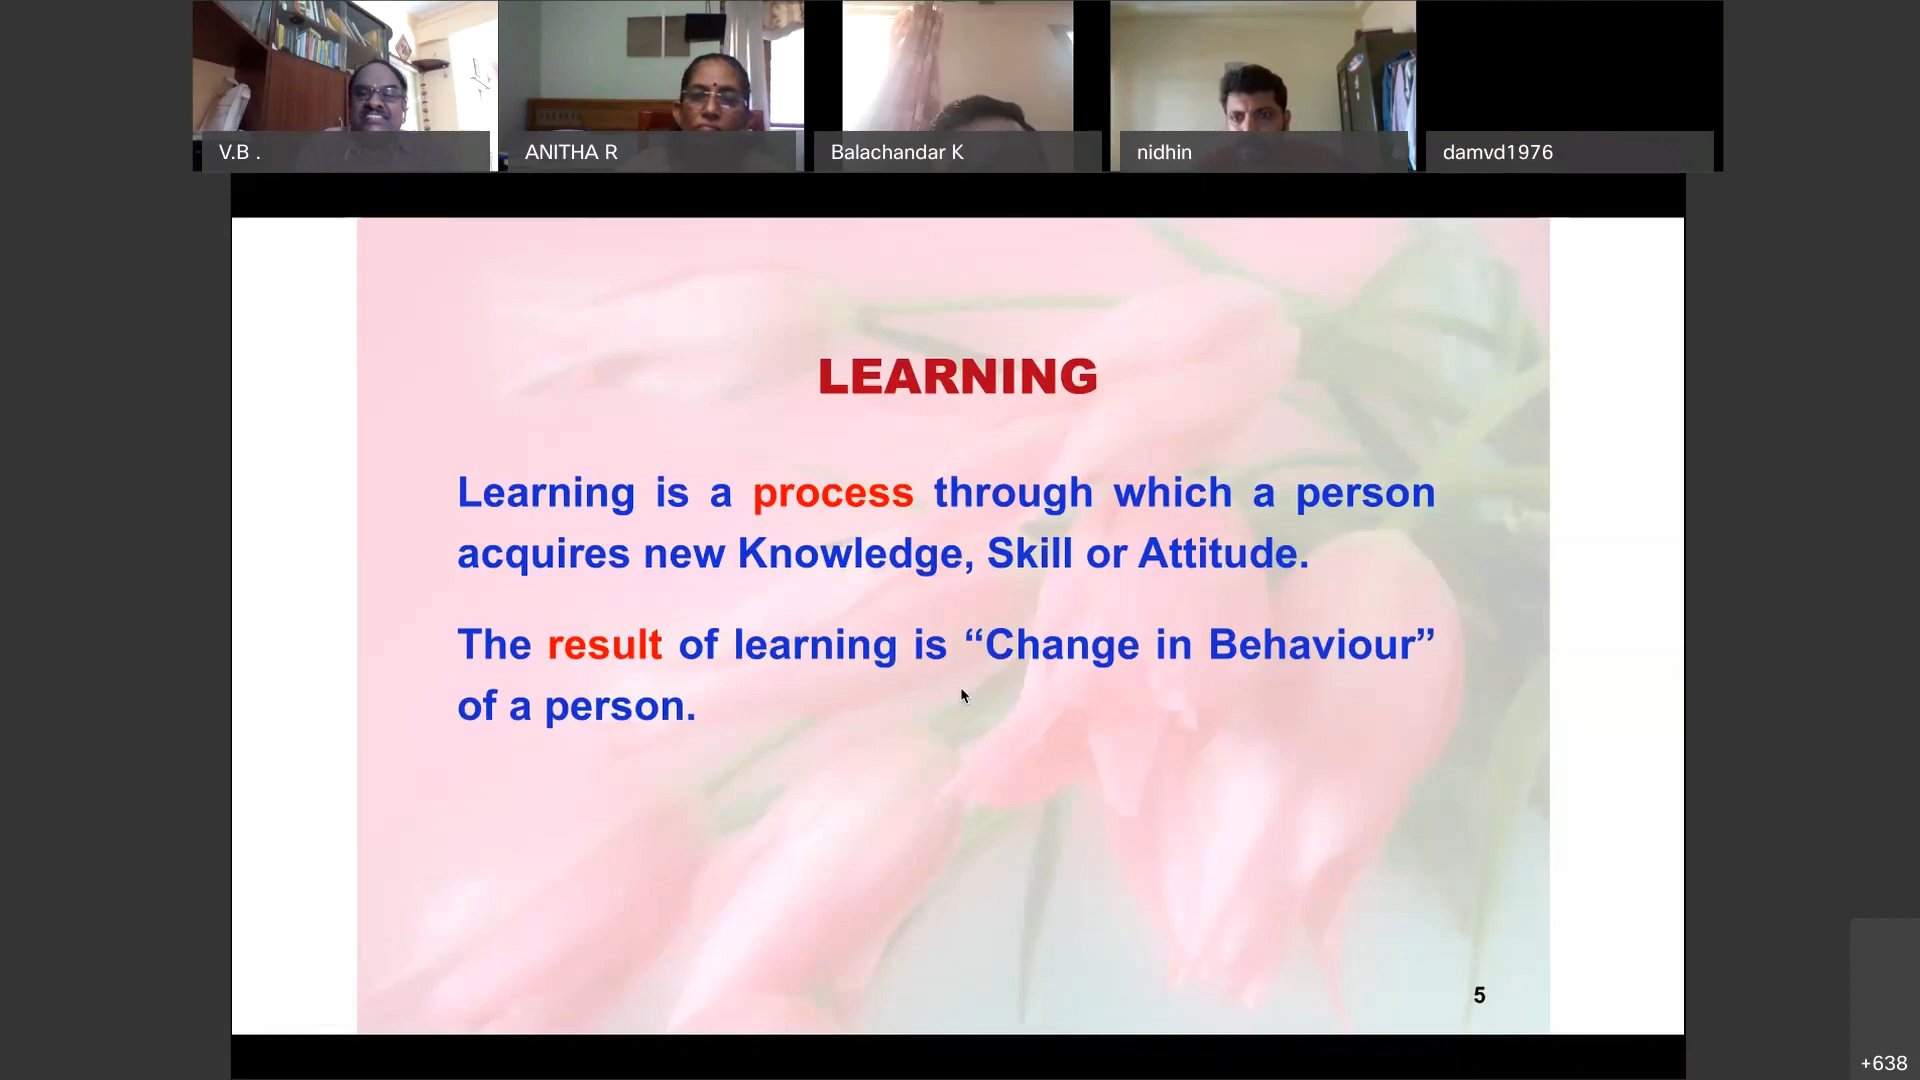 V.B .
ANITHA R
Balachandar K
nidhin
damvd1976
LEARNING
Learning is a process through which a person
acquires new Knowledge, Skill or Attitude.
The result of learning is “Change in Behaviour”
of a person.
5
+638